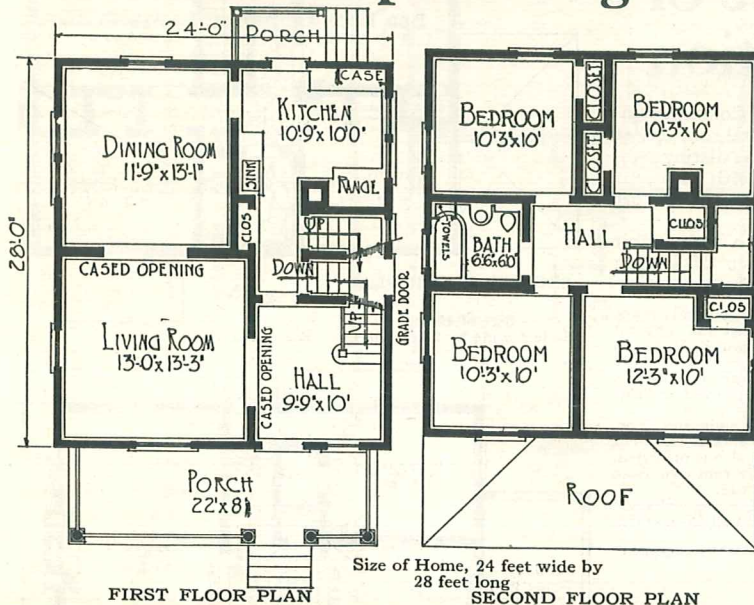 24'-0"
PORCH
CASE
KITCHEN
10'9"x 10'0"
DINING ROOM
11'-9" x 13'-1"
SINK
RANGE
28'-0"
CLOS
UP
DOWN
CASED OPENING
UP
GRADE DOOR
LIVING ROOM
13'-0"x 13'-3"
CASED OPENING
HALL
9'-9"x 10'
PORCH
22'x 8'
FIRST FLOOR PLAN
BEDROOM
10'3"x10'
CLOSET
CLOSET
BEDROOM
10'-3"x10'
TOWELS
BATH
6'6"x6'0"
HALL
CLOS
DOWN
CLOS
BEDROOM
10'-3"x10'
BEDROOM
12'-3"x10'
ROOF
Size of Home, 24 feet wide by
28 feet long
SECOND FLOOR PLAN